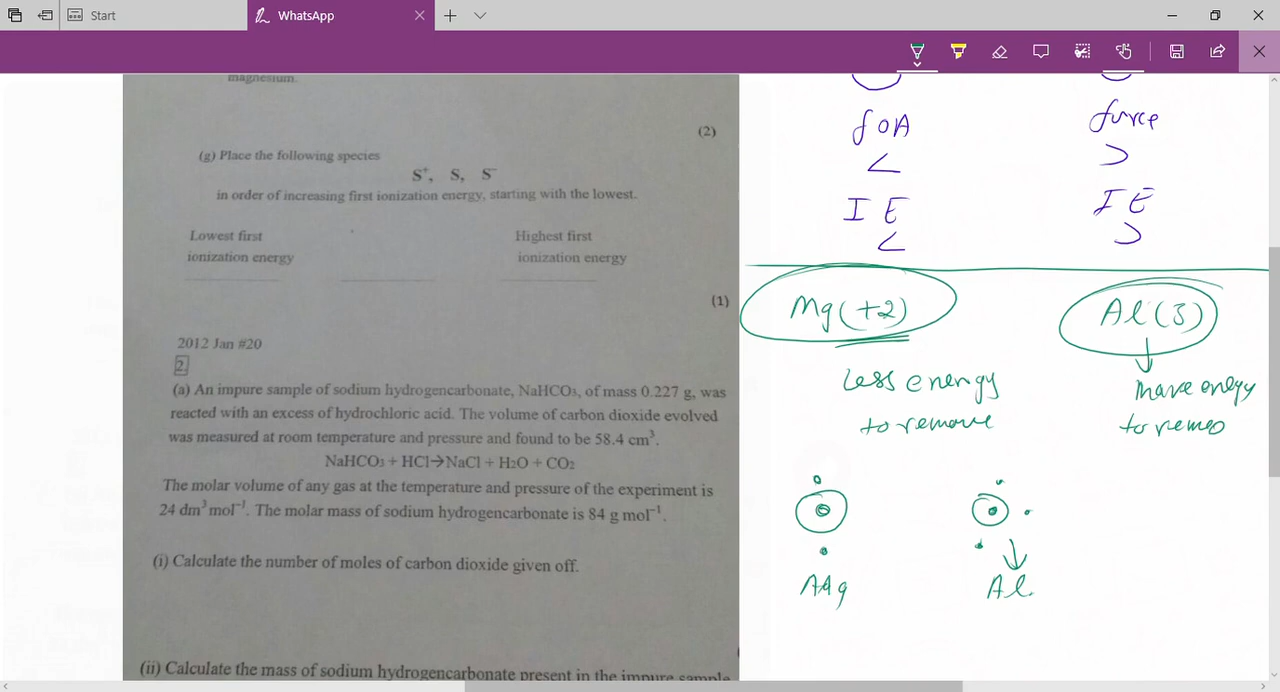 Start
WhatsApp
magnesium.
(2)
(g) Place the following species
S⁺, S, S⁻
in order of increasing first ionization energy, starting with the lowest.
Lowest first
ionization energy
Highest first
ionization energy
(1)
2012 Jan #20
2
(a) An impure sample of sodium hydrogencarbonate, NaHCO₃, of mass 0.227 g, was
reacted with an excess of hydrochloric acid. The volume of carbon dioxide evolved
was measured at room temperature and pressure and found to be 58.4 cm³.
NaHCO₃ + HCl→NaCl + H₂O + CO₂
The molar volume of any gas at the temperature and pressure of the experiment is
24 dm³ mol⁻¹. The molar mass of sodium hydrogencarbonate is 84 g mol⁻¹.
(i) Calculate the number of moles of carbon dioxide given off.
(ii) Calculate the mass of sodium hydrogencarbonate present in the impure sample
fOA
<
IE
<
force
>
IE
>
Mg(+2)
Less energy
to remove
Al(3)
more energy
to remeo
Mg
Al.